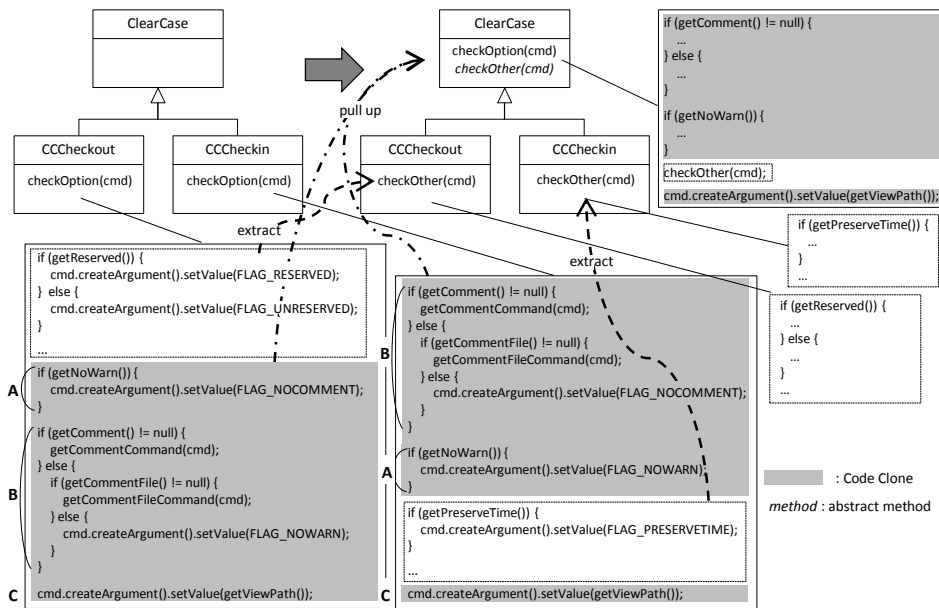 ClearCase
CCCheckout
checkOption(cmd)
CCCheckin
checkOption(cmd)
ClearCase
checkOption(cmd)
checkOther(cmd)
pull up
CCCheckout
checkOther(cmd)
CCCheckin
checkOther(cmd)
extract
extract
if (getComment() != null) {
...
} else {
...
}
if (getNoWarn()) {
...
}
checkOther(cmd);
cmd.createArgument().setValue(getViewPath());
if (getPreserveTime()) {
...
}
...
if (getReserved()) {
...
} else {
...
}
...
if (getReserved()) {
cmd.createArgument().setValue(FLAG_RESERVED);
} else {
cmd.createArgument().setValue(FLAG_UNRESERVED);
}
...
A
if (getNoWarn()) {
cmd.createArgument().setValue(FLAG_NOCOMMENT);
}
B
if (getComment() != null) {
getCommentCommand(cmd);
} else {
if (getCommentFile() != null) {
getCommentFileCommand(cmd);
} else {
cmd.createArgument().setValue(FLAG_NOWARN);
}
}
C
cmd.createArgument().setValue(getViewPath());
B
if (getComment() != null) {
getCommentCommand(cmd);
} else {
if (getCommentFile() != null) {
getCommentFileCommand(cmd);
} else {
cmd.createArgument().setValue(FLAG_NOCOMMENT);
}
}
A
if (getNoWarn()) {
cmd.createArgument().setValue(FLAG_NOWARN);
}
if (getPreserveTime()) {
cmd.createArgument().setValue(FLAG_PRESERVETIME);
}
...
C
cmd.createArgument().setValue(getViewPath());
: Code Clone
method : abstract method